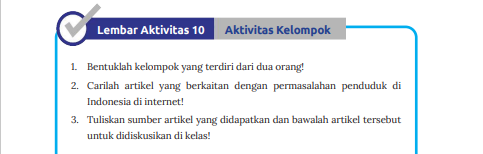 Lembar Aktivitas 10 Aktivitas Kelompok
1. Bentuklah kelompok yang terdiri dari dua orang!
2. Carilah artikel yang berkaitan dengan permasalahan penduduk di
Indonesia di internet!
3. Tuliskan sumber artikel yang didapatkan dan bawalah artikel tersebut
untuk didiskusikan di kelas!